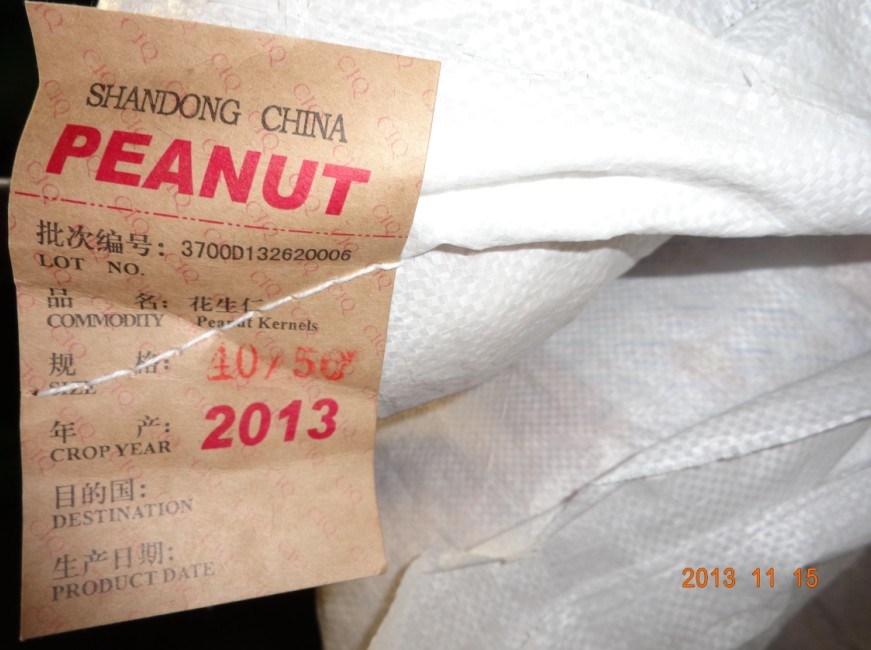 SHANDONG CHINA
PEANUT
批次编号: 3700D132620006
LOT NO.
品 名: 花生仁
COMMODITY Peanut Kernels
规 格: 40/50
SIZE
年 产: 2013
CROP YEAR
目的国:
DESTINATION
生产日期:
PRODUCT DATE
2013 11 15